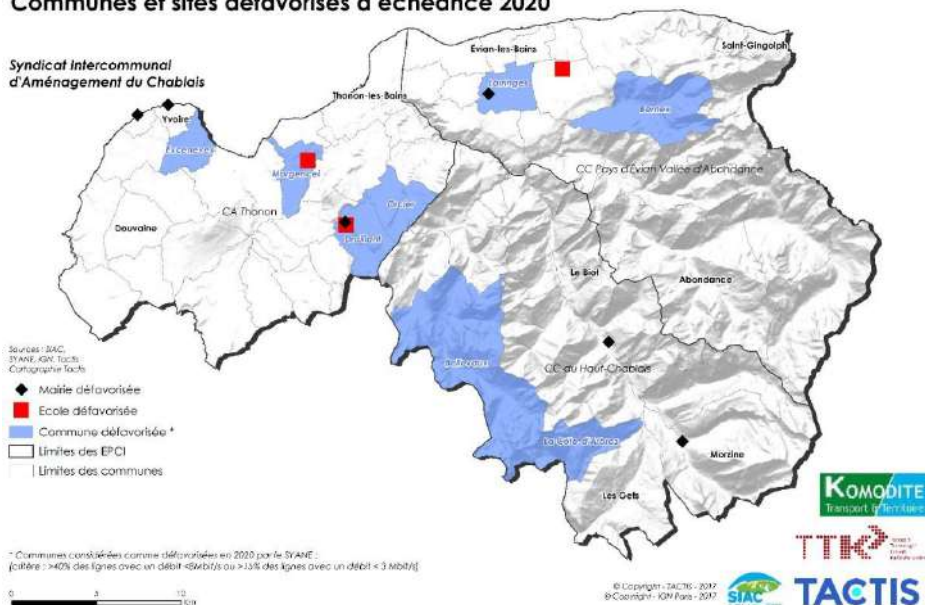 Communes et sites défavorisés à échéance 2020
Syndicat Intercommunal
d'Aménagement du Chablais
Évian-les-Bains
Saint-Gingolph
Thonon-les-Bains
Larringes
Bernex
Yvoire
Excenevex
Margencel
CC Pays d'Évian Vallée d'Abondance
CA Thonon
Orcier
Draillant
Douvaine
Le Biot
Abondance
Bellevaux
CC du Haut-Chablais
La Côte-d'Arbroz
Morzine
Les Gets
Sources : SIAC,
SYANE, IGN, Tactis
Cartographie Tactis
Mairie défavorisée
Ecole défavorisée
Commune défavorisée *
Limites des EPCI
Limites des communes
* Communes considérées comme défavorisées en 2020 par le SYANE :
(critère : >40% des lignes avec un débit <8Mbit/s ou >15% des lignes avec un débit < 3 Mbit/s)
0 5 10
Km
KOMODITE
Transport & Territoire
TTK
© Copyright - TACTIS - 2017
© Copyright - IGN Paris - 2017
SIAC
TACTIS